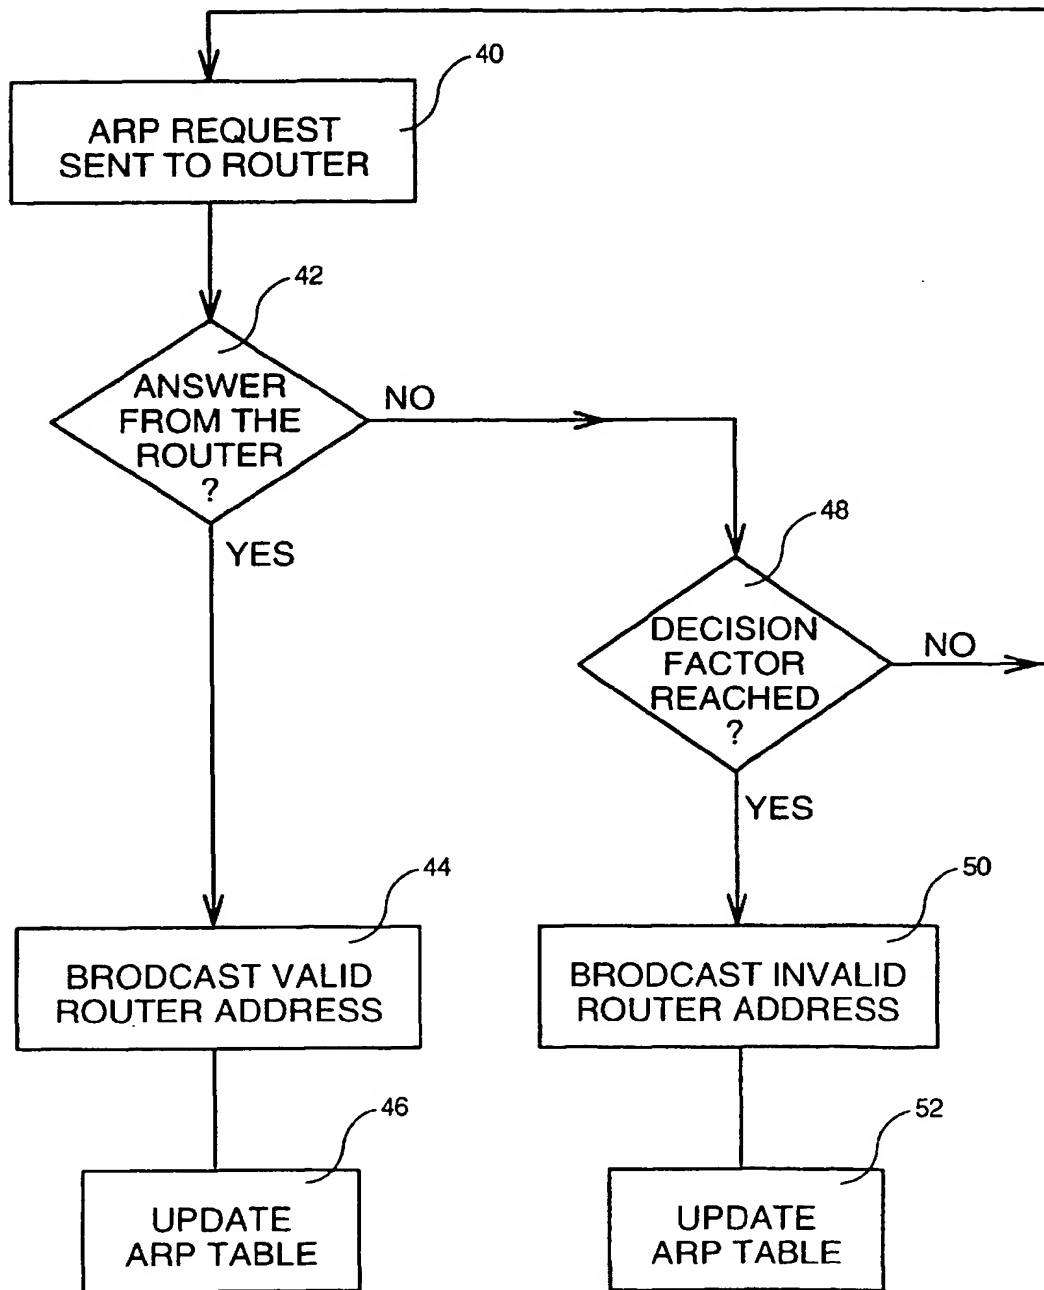 40
ARP REQUEST
SENT TO ROUTER
42
ANSWER
FROM THE
ROUTER
?
NO
YES
48
DECISION
FACTOR
REACHED
?
NO
YES
44
BRODCAST VALID
ROUTER ADDRESS
50
BRODCAST INVALID
ROUTER ADDRESS
46
UPDATE
ARP TABLE
52
UPDATE
ARP TABLE